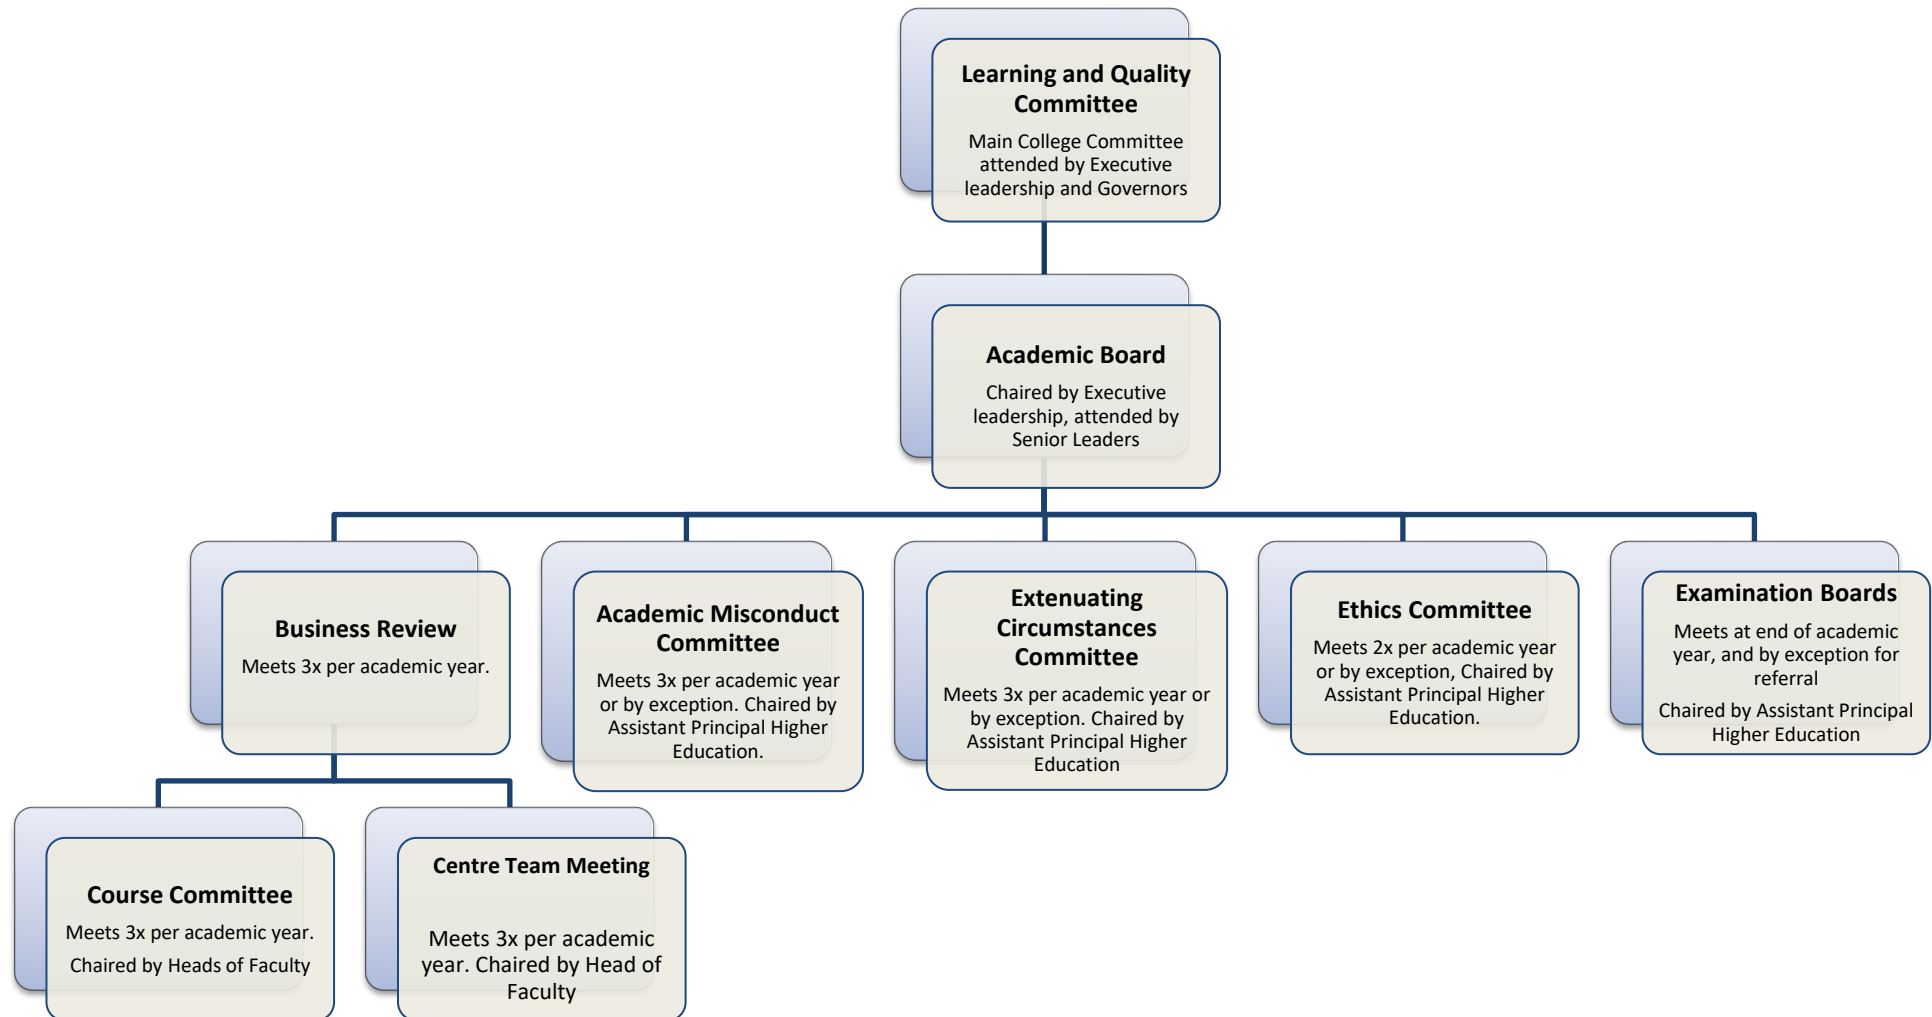 Learning and Quality
Committee
Main College Committee
attended by Executive
leadership and Governors
Academic Board
Chaired by Executive
leadership, attended by
Senior Leaders
Business Review
Meets 3x per academic year.
Academic Misconduct
Committee
Meets 3x per academic year
or by exception. Chaired by
Assistant Principal Higher
Education.
Extenuating
Circumstances
Committee
Meets 3x per academic year or
by exception. Chaired by
Assistant Principal Higher
Education
Ethics Committee
Meets 2x per academic year
or by exception, Chaired by
Assistant Principal Higher
Education.
Examination Boards
Meets at end of academic
year, and by exception for
referral
Chaired by Assistant Principal
Higher Education
Course Committee
Meets 3x per academic year.
Chaired by Heads of Faculty
Centre Team Meeting
Meets 3x per academic
year. Chaired by Head of
Faculty